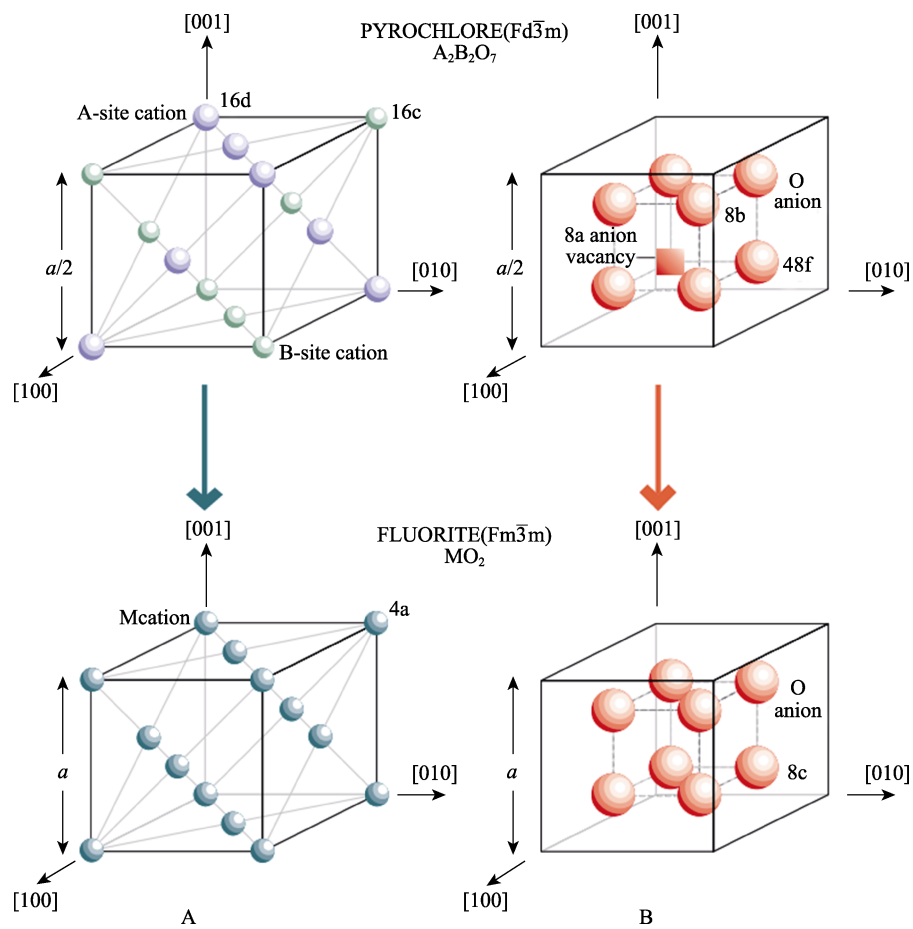 [001]
PYROCHLORE(Fd3̅m)
A₂B₂O₇
[001]
A-site cation
16d
16c
O
anion
8b
8a anion
vacancy
a/2
[010]
a/2
48f
[010]
B-site cation
[100]
[100]
[001]
FLUORITE(Fm3̅m)
MO₂
[001]
Mcation
4a
O
anion
a
[010]
a
8c
[010]
[100]
[100]
A
B